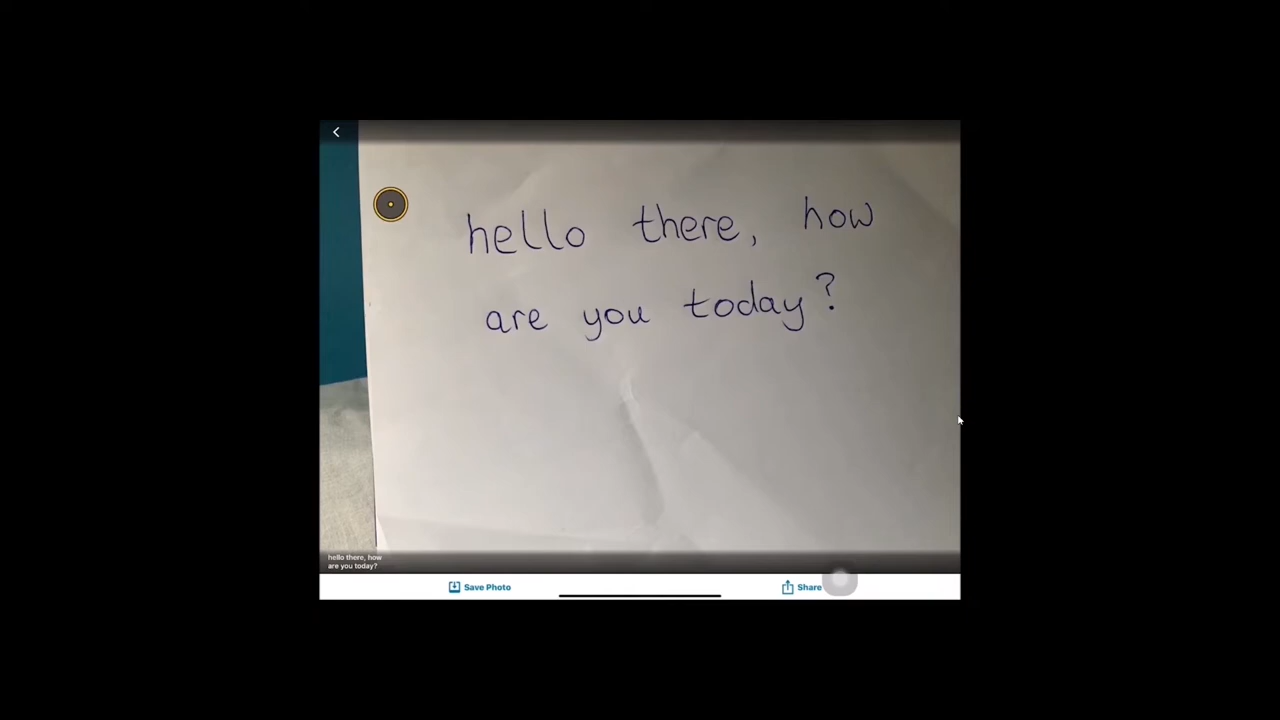 hello there, how
are you today?
hello there, how
are you today?
Save Photo
Share